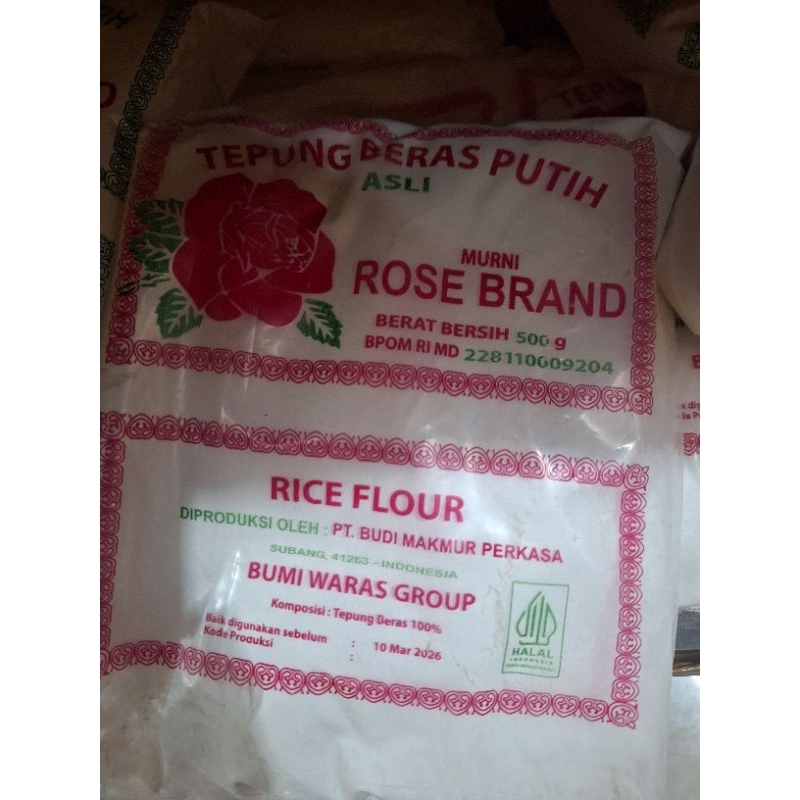 TEPUNG BERAS PUTIH
ASLI
MURNI
ROSE BRAND
BERAT BERSIH 500 g
BPOM RI MD 228110009204
RICE FLOUR
DIPRODUKSI OLEH : PT. BUDI MAKMUR PERKASA
SUBANG, 41263 - INDONESIA
BUMI WARAS GROUP
Komposisi : Tepung Beras 100%
Baik digunakan sebelum : 10 Mar 2026
Kode Produksi :
HALAL
INDONESIA
TEPUNG